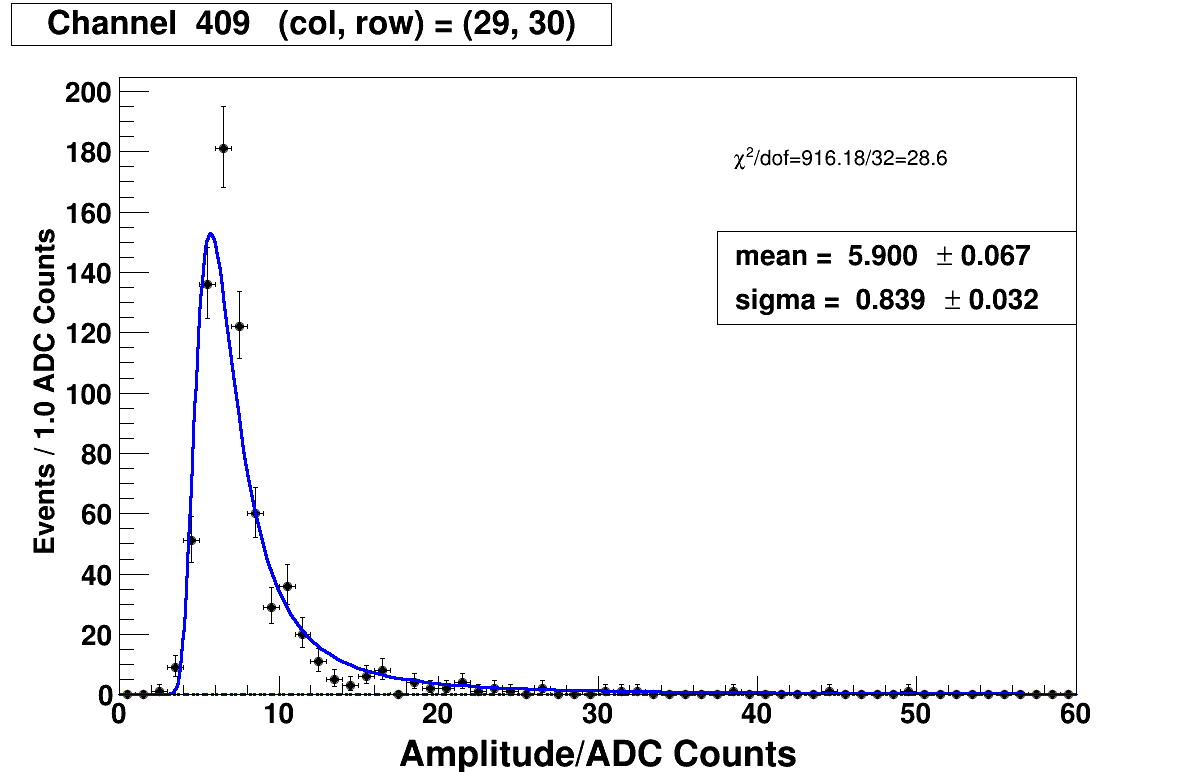 Channel 409 (col, row) = (29, 30)
200
180
160
140
120
100
80
60
40
20
0
Events / 1.0 ADC Counts
χ²/dof=916.18/32=28.6
mean = 5.900 ± 0.067
sigma = 0.839 ± 0.032
0 10 20 30 40 50 60
Amplitude/ADC Counts